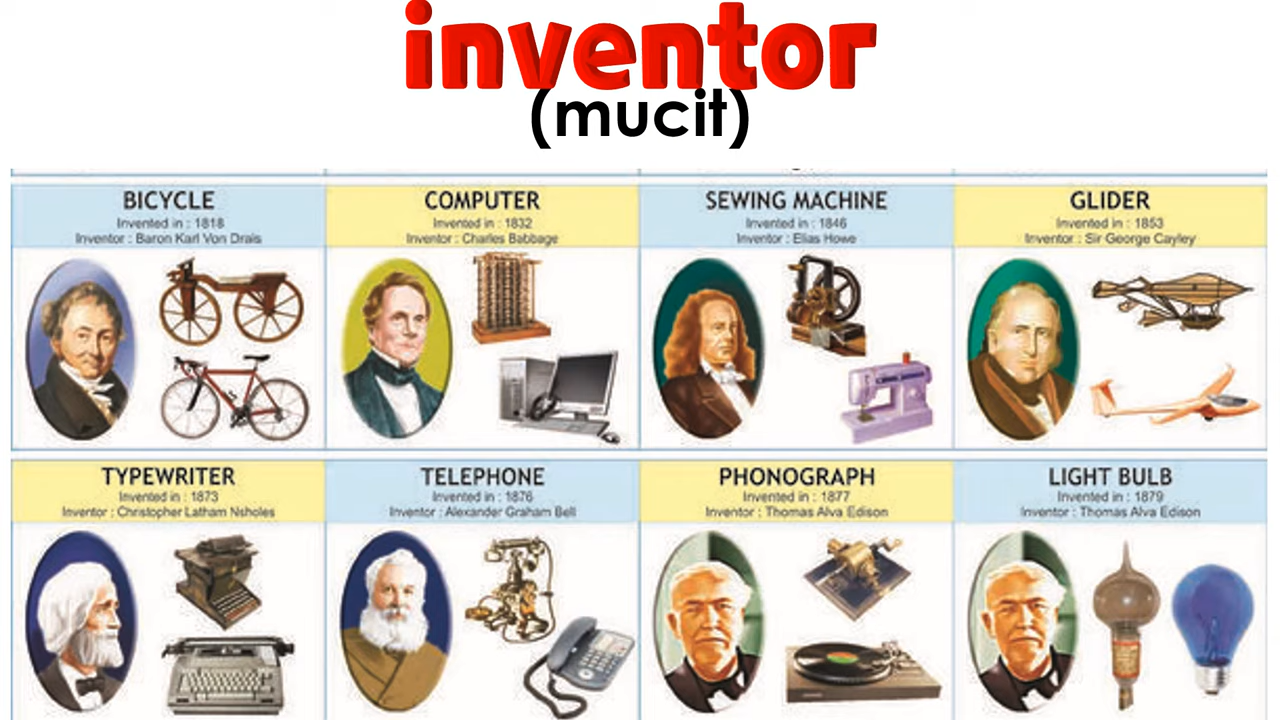 inventor
(mucit)
BICYCLE
Invented in : 1818
Inventor : Baron Karl Von Drais
COMPUTER
Invented in : 1832
Inventor : Charles Babbage
SEWING MACHINE
Invented in : 1846
Inventor : Elias Howe
GLIDER
Invented in : 1853
Inventor : Sir George Cayley
TYPEWRITER
Invented in : 1873
Inventor : Christopher Latham Nsholes
TELEPHONE
Invented in : 1876
Inventor : Alexander Graham Bell
PHONOGRAPH
Invented in : 1877
Inventor : Thomas Alva Edison
LIGHT BULB
Invented in : 1879
Inventor : Thomas Alva Edison